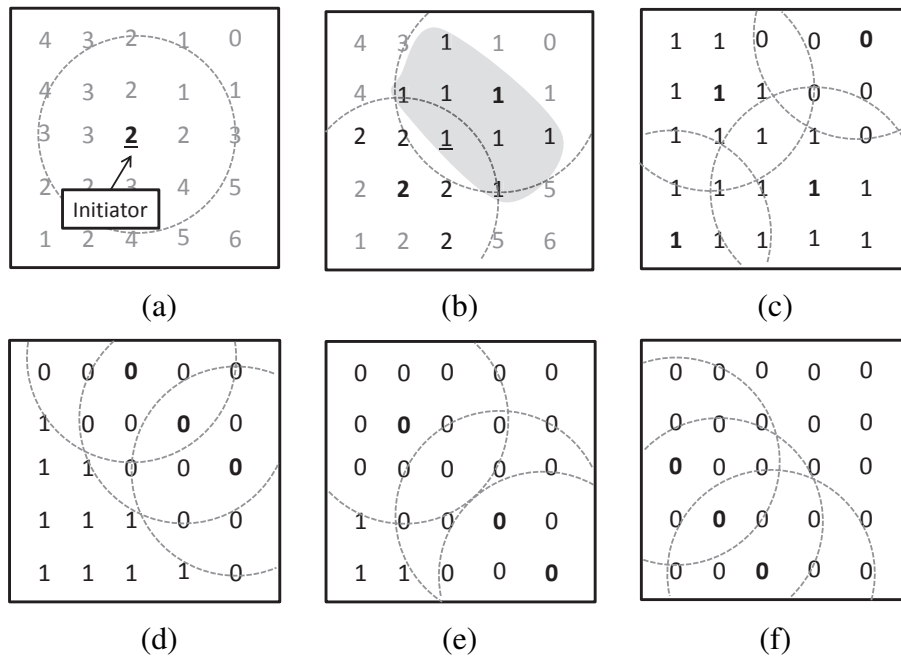 4 3 2 1 0
4 3 2 1 1
3 3 2 2 3
2 2 3 4 5
Initiator
1 2 4 5 6
(a)
4 3 1 1 0
4 1 1 1 1
2 2 1 1 1
2 2 2 1 5
1 2 2 5 6
(b)
1 1 0 0 0
1 1 1 0 0
1 1 1 1 0
1 1 1 1 1
1 1 1 1 1
(c)
0 0 0 0 0
1 0 0 0 0
1 1 0 0 0
1 1 1 0 0
1 1 1 1 0
(d)
0 0 0 0 0
0 0 0 0 0
0 0 0 0 0
1 0 0 0 0
1 1 0 0 0
(e)
0 0 0 0 0
0 0 0 0 0
0 0 0 0 0
0 0 0 0 0
0 0 0 0 0
(f)